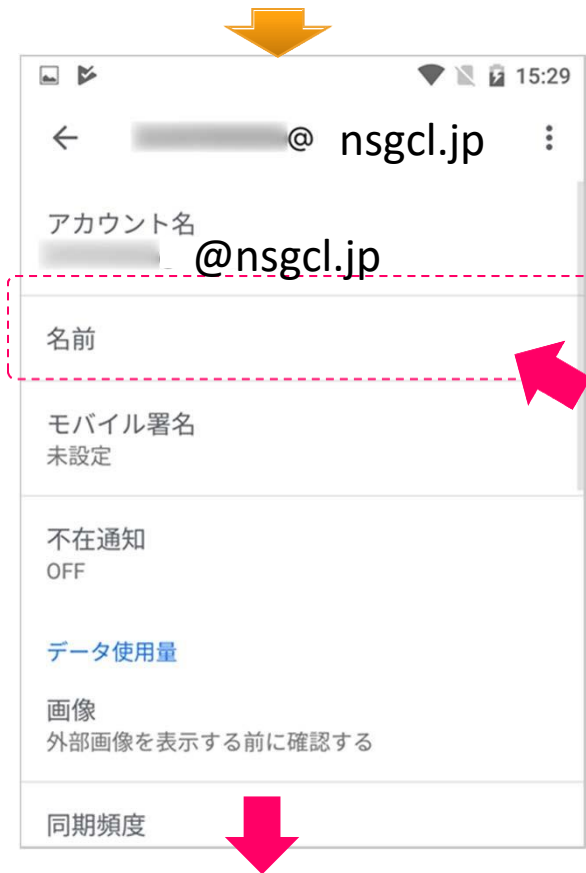 15:29
@ nsgcl.jp
アカウント名
@nsgcl.jp
名前
モバイル署名
未設定
不在通知
OFF
データ使用量
画像
外部画像を表示する前に確認する
同期頻度